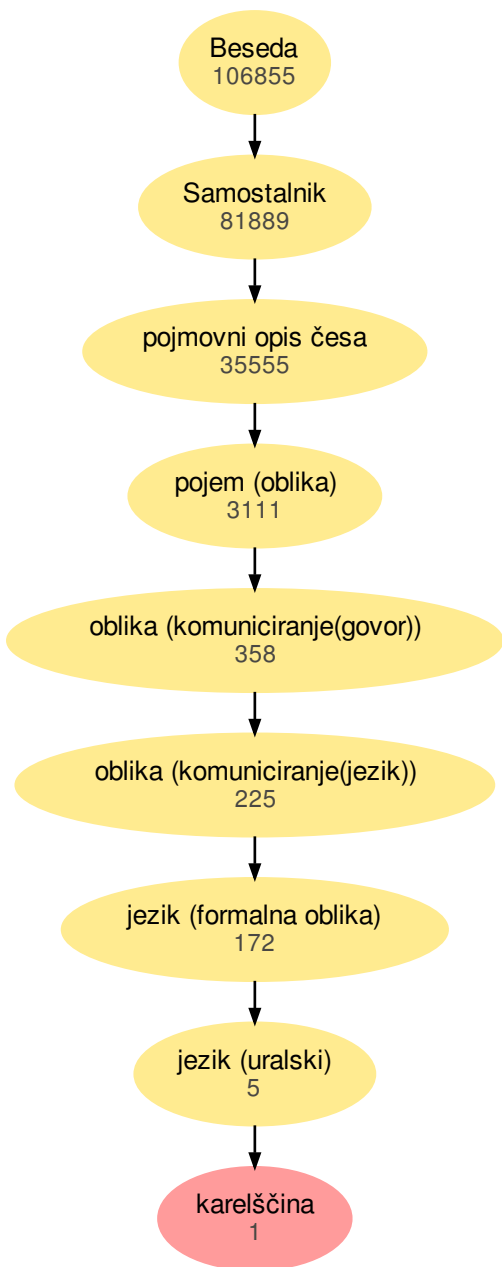 Beseda
106855
Samostalnik
81889
pojmovni opis česa
35555
pojem (oblika)
3111
oblika (komuniciranje(govor))
358
oblika (komuniciranje(jezik))
225
jezik (formalna oblika)
172
jezik (uralski)
5
karelščina
1